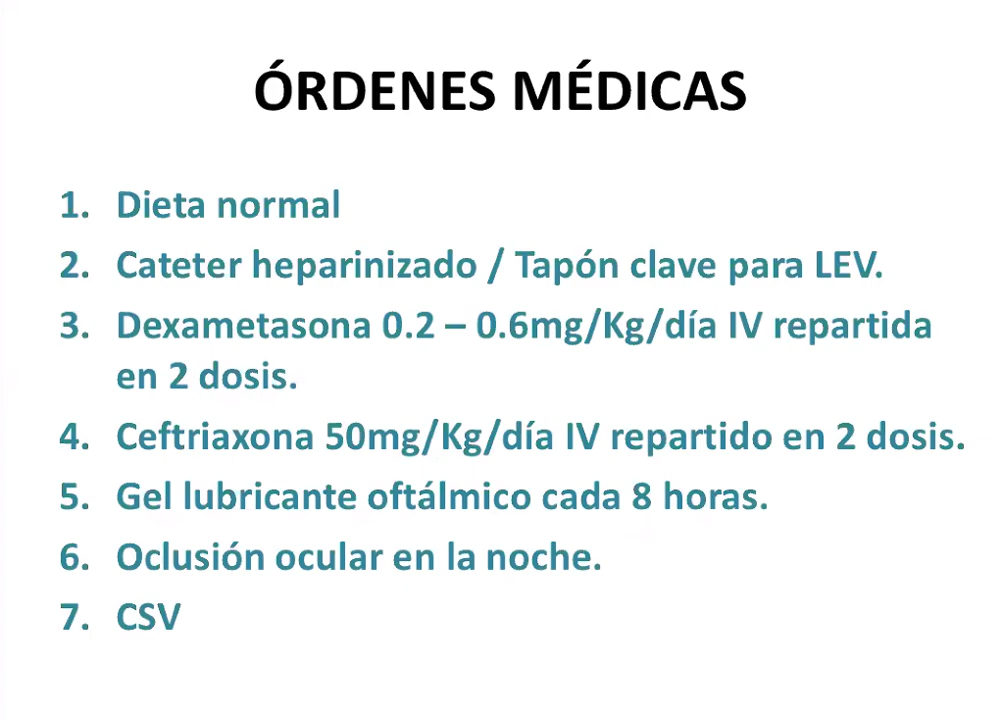 ÓRDENES MÉDICAS
1. Dieta normal
2. Cateter heparinizado / Tapón clave para LEV.
3. Dexametasona 0.2 – 0.6mg/Kg/día IV repartida
en 2 dosis.
4. Ceftriaxona 50mg/Kg/día IV repartido en 2 dosis.
5. Gel lubricante oftálmico cada 8 horas.
6. Oclusión ocular en la noche.
7. CSV